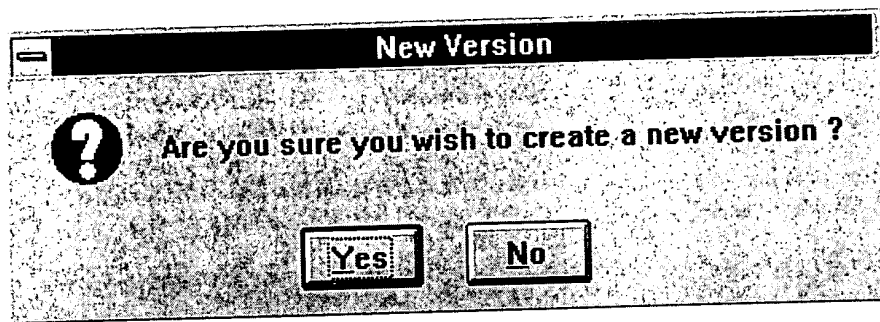 New Version
Are you sure you wish to create a new version ?
Yes
No